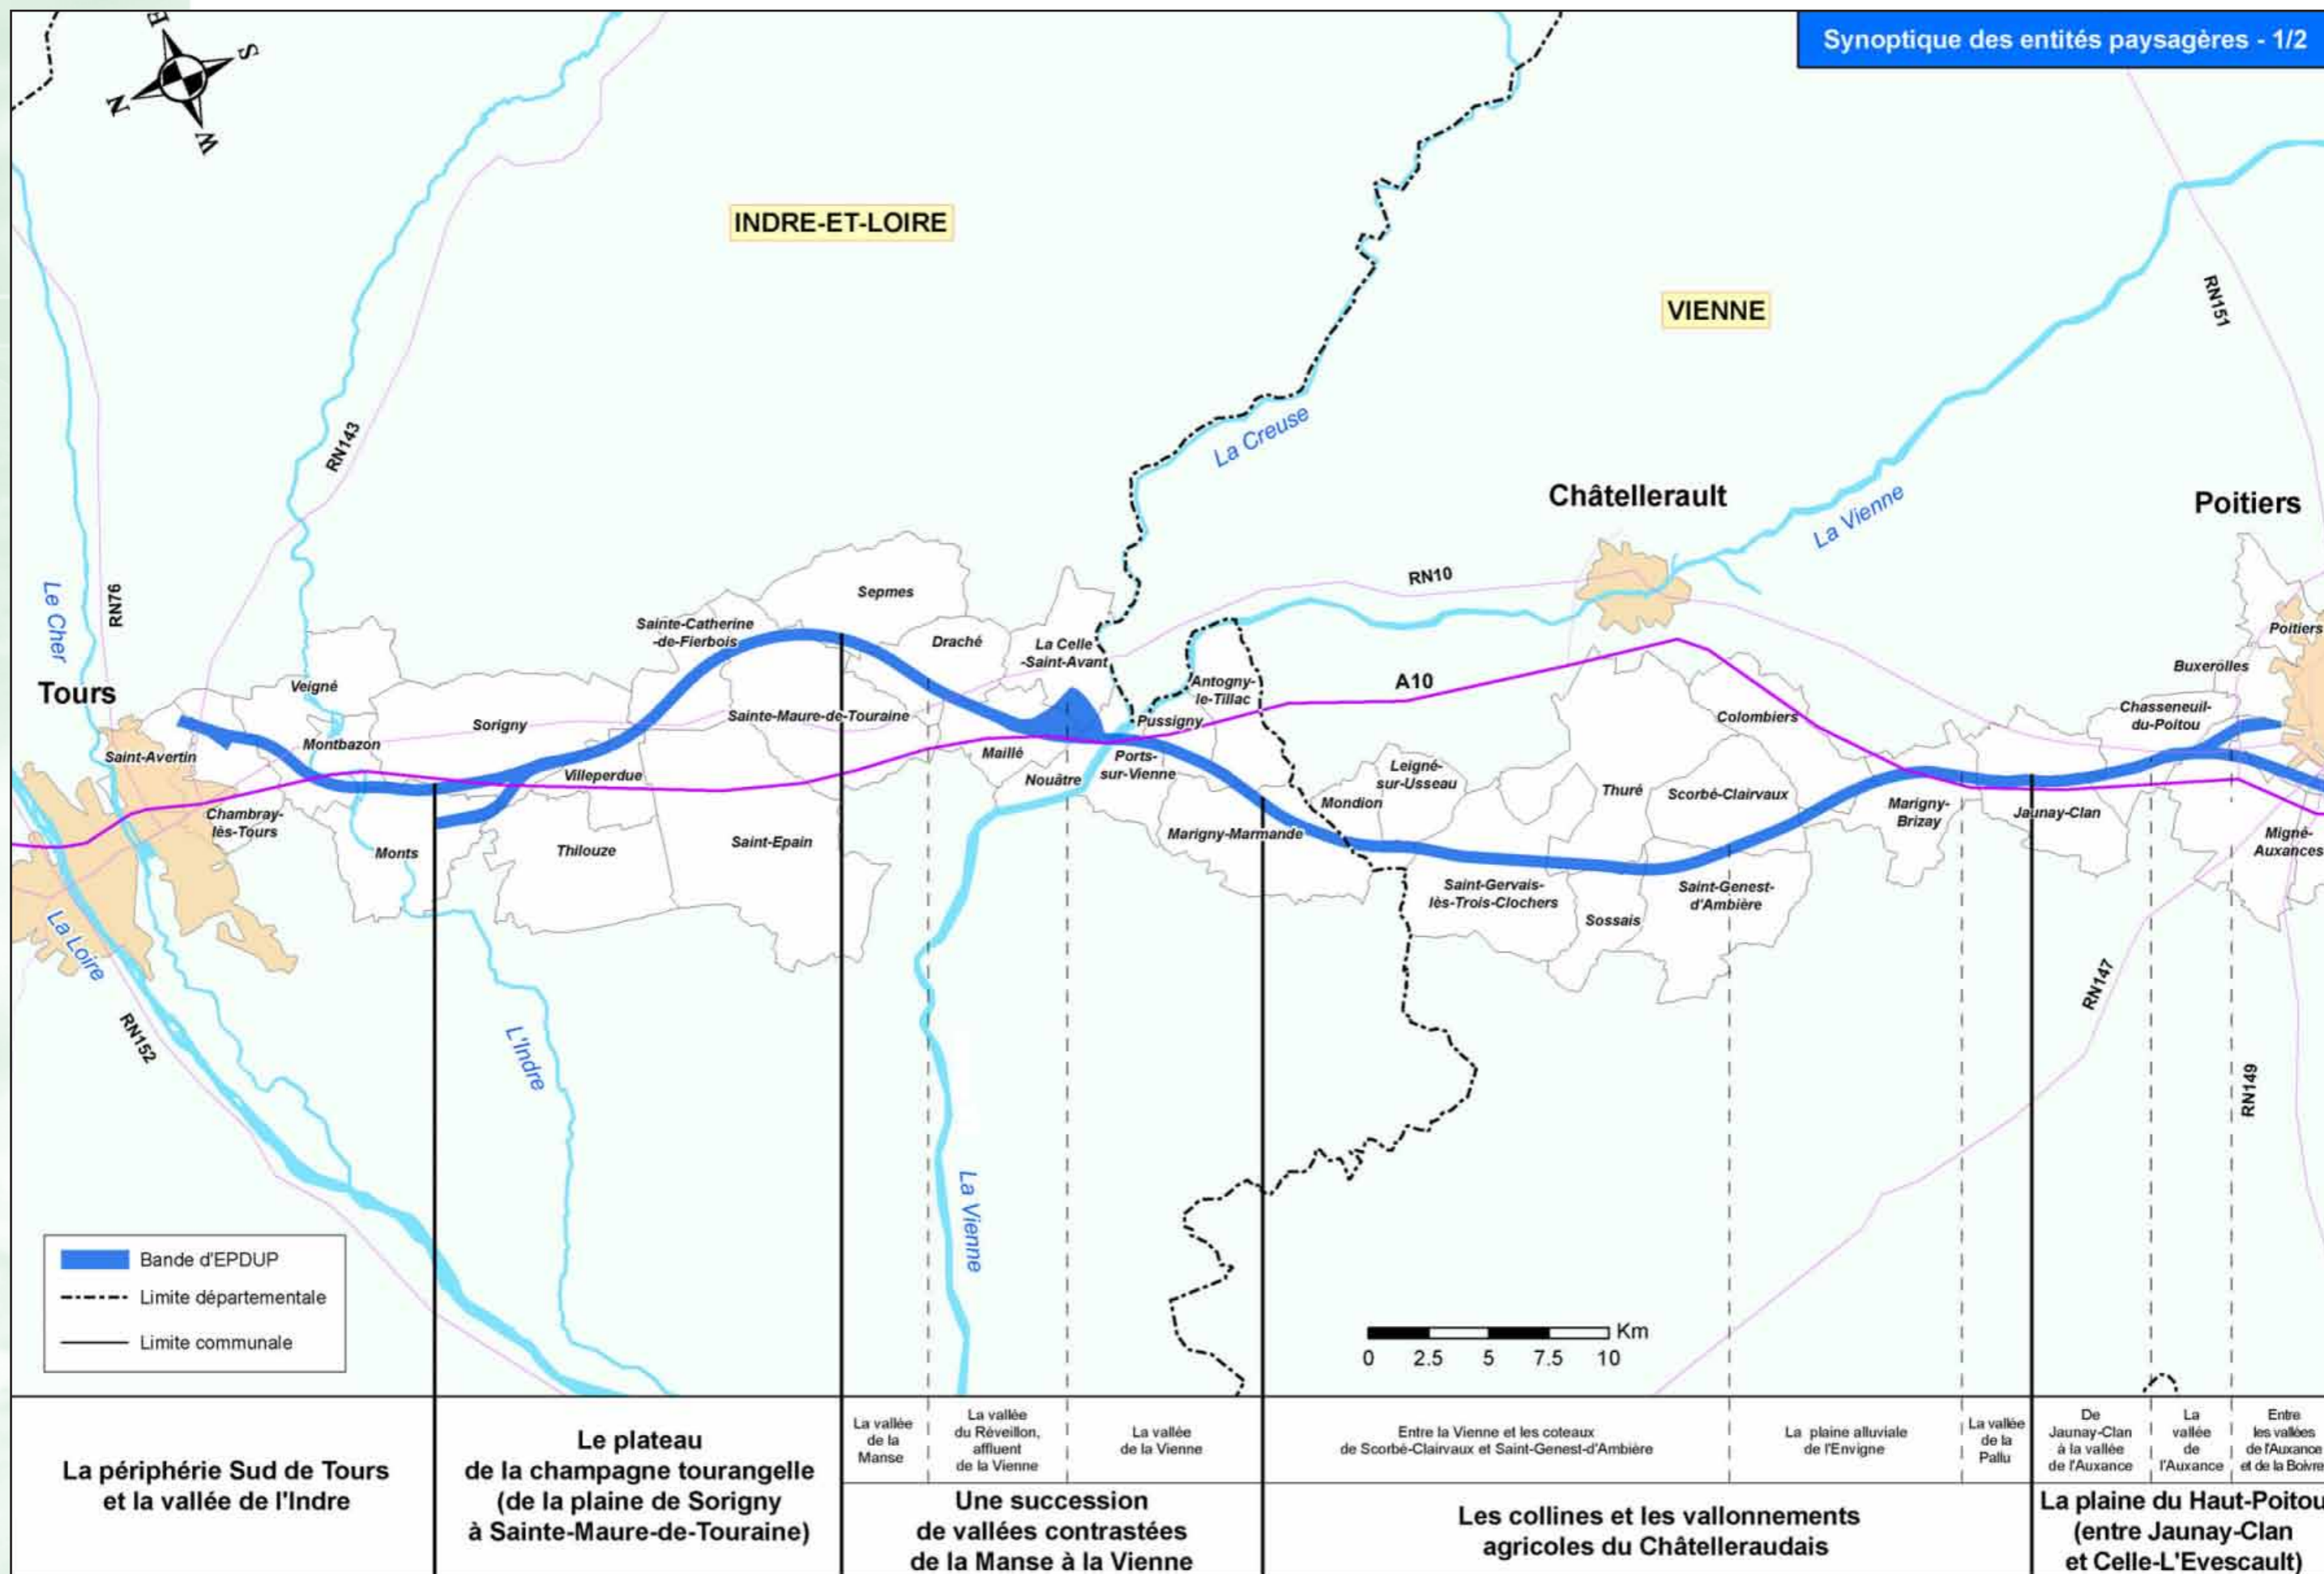 Synoptique des entités paysagères - 1/2
E
S
N
W
INDRE-ET-LOIRE
VIENNE
RN151
RN143
La Creuse
Châtellerault
Poitiers
La Vienne
Le Cher
RN76
RN10
Sepmes
Sainte-Catherine
-de-Fierbois
Draché
La Celle
-Saint-Avant
Poitiers
Buxerolles
Tours
Veigné
Antogny-
le-Tillac
A10
Sorigny
Sainte-Maure-de-Touraine
Pussigny
Colombiers
Chasseneuil-
du-Poitou
Saint-Avertin
Montbazon
Villeperdue
Maillé
Nouâtre
Ports-
sur-Vienne
Leigné-
sur-Usseau
Mondion
Thuré
Scorbé-Clairvaux
Marigny-
Brizay
Jaunay-Clan
Chambray-
lès-Tours
Monts
Thilouze
Saint-Epain
Marigny-Marmande
Migné-
Auxances
Saint-Gervais-
lès-Trois-Clochers
Sossais
Saint-Genest-
d'Ambière
La Loire
RN152
L'Indre
La Vienne
RN147
RN149
Bande d'EPDUP
Limite départementale
Limite communale
Km
0 2.5 5 7.5 10
La périphérie Sud de Tours
et la vallée de l'Indre
Le plateau
de la champagne tourangelle
(de la plaine de Sorigny
à Sainte-Maure-de-Touraine)
La vallée
de la
Manse
La vallée
du Réveillon,
affluent
de la Vienne
La vallée
de la Vienne
Une succession
de vallées contrastées
de la Manse à la Vienne
Entre la Vienne et les coteaux
de Scorbé-Clairvaux et Saint-Genest-d'Ambière
La plaine alluviale
de l'Envigne
La vallée
de la
Pallu
Les collines et les vallonnements
agricoles du Châtelleraudais
De
Jaunay-Clan
à la vallée
de l'Auxance
La
vallée
de
l'Auxance
Entre
les vallées
de l'Auxance
et de la Boivre
La plaine du Haut-Poitou
(entre Jaunay-Clan
et Celle-L'Evescault)